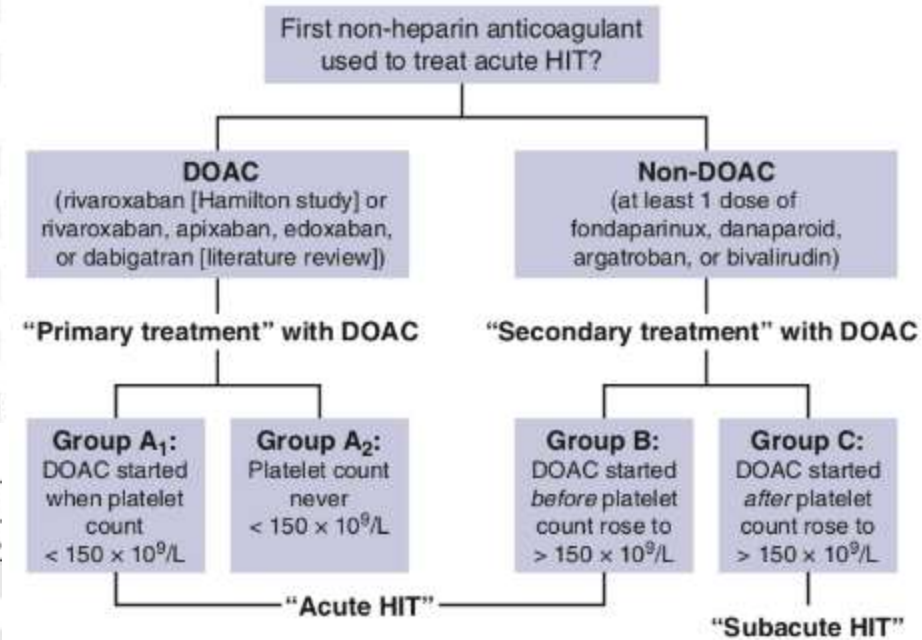 First non-heparin anticoagulant
used to treat acute HIT?
DOAC
(rivaroxaban [Hamilton study] or
rivaroxaban, apixaban, edoxaban,
or dabigatran [literature review])
Non-DOAC
(at least 1 dose of
fondaparinux, danaparoid,
argatroban, or bivalirudin)
“Primary treatment” with DOAC
“Secondary treatment” with DOAC
Group A₁:
DOAC started
when platelet
count
< 150 × 10⁹/L
Group A₂:
Platelet count
never
< 150 × 10⁹/L
Group B:
DOAC started
before platelet
count rose to
> 150 × 10⁹/L
Group C:
DOAC started
after platelet
count rose to
> 150 × 10⁹/L
“Acute HIT”
“Subacute HIT”